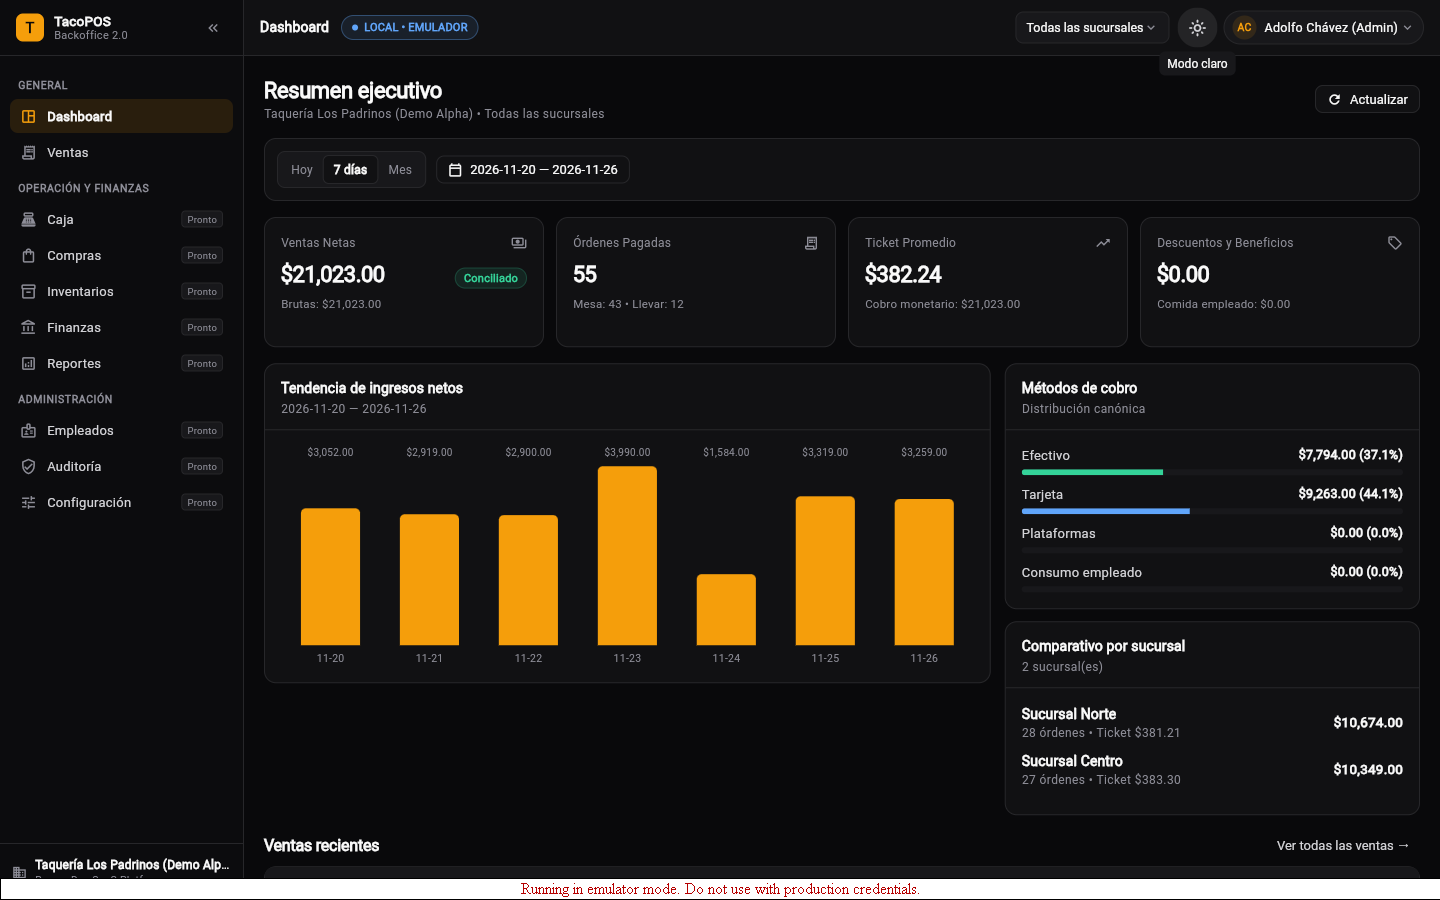 T
TacoPOS
Backoffice 2.0
«
Dashboard
LOCAL • EMULADOR
Todas las sucursales
AC
Adolfo Chávez (Admin)
Modo claro
GENERAL
Dashboard
Ventas
OPERACIÓN Y FINANZAS
Caja
Pronto
Compras
Pronto
Inventarios
Pronto
Finanzas
Pronto
Reportes
Pronto
ADMINISTRACIÓN
Empleados
Pronto
Auditoría
Pronto
Configuración
Pronto
Taquería Los Padrinos (Demo Alp...
Resumen ejecutivo
Taquería Los Padrinos (Demo Alpha) • Todas las sucursales
Actualizar
Hoy
7 días
Mes
2026-11-20 — 2026-11-26
Ventas Netas
$21,023.00
Conciliado
Brutas: $21,023.00
Órdenes Pagadas
55
Mesa: 43 • Llevar: 12
Ticket Promedio
$382.24
Cobro monetario: $21,023.00
Descuentos y Beneficios
$0.00
Comida empleado: $0.00
Tendencia de ingresos netos
2026-11-20 — 2026-11-26
$3,052.00 $2,919.00 $2,900.00 $3,990.00 $1,584.00 $3,319.00 $3,259.00
11-20 11-21 11-22 11-23 11-24 11-25 11-26
Métodos de cobro
Distribución canónica
Efectivo $7,794.00 (37.1%)
Tarjeta $9,263.00 (44.1%)
Plataformas $0.00 (0.0%)
Consumo empleado $0.00 (0.0%)
Comparativo por sucursal
2 sucursal(es)
Sucursal Norte
28 órdenes • Ticket $381.21
$10,674.00
Sucursal Centro
27 órdenes • Ticket $383.30
$10,349.00
Ventas recientes
Ver todas las ventas →
Running in emulator mode. Do not use with production credentials.